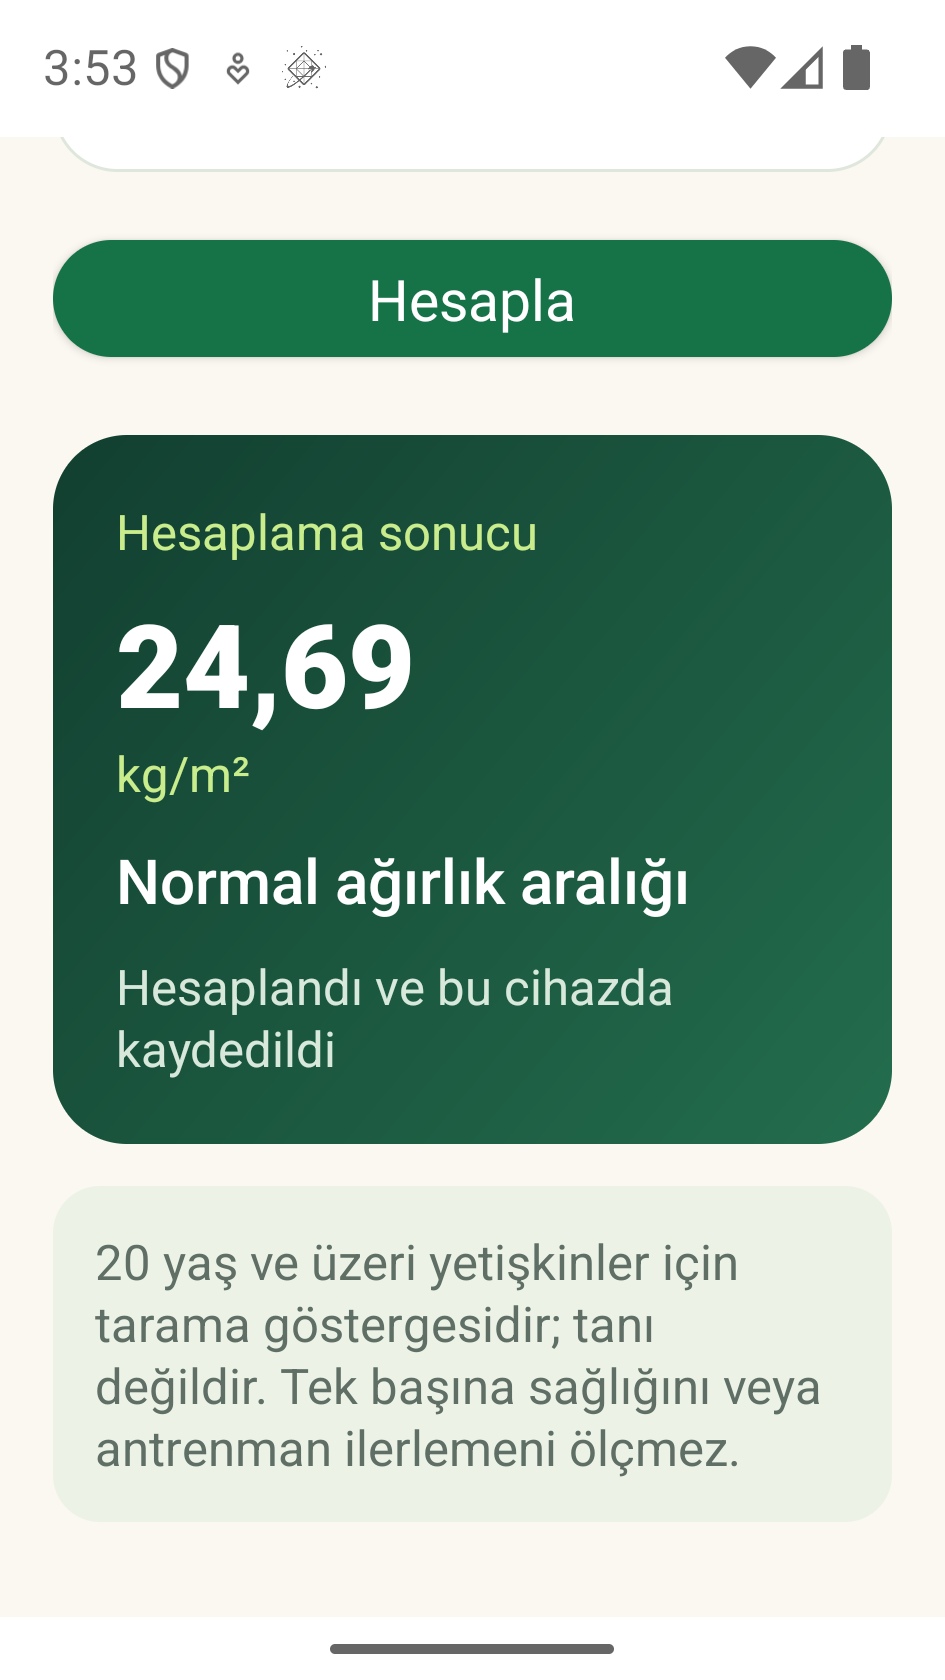 3:53
Hesapla
Hesaplama sonucu
24,69
kg/m²
Normal ağırlık aralığı
Hesaplandı ve bu cihazda
kaydedildi
20 yaş ve üzeri yetişkinler için
tarama göstergesidir; tanı
değildir. Tek başına sağlığını veya
antrenman ilerlemeni ölçmez.